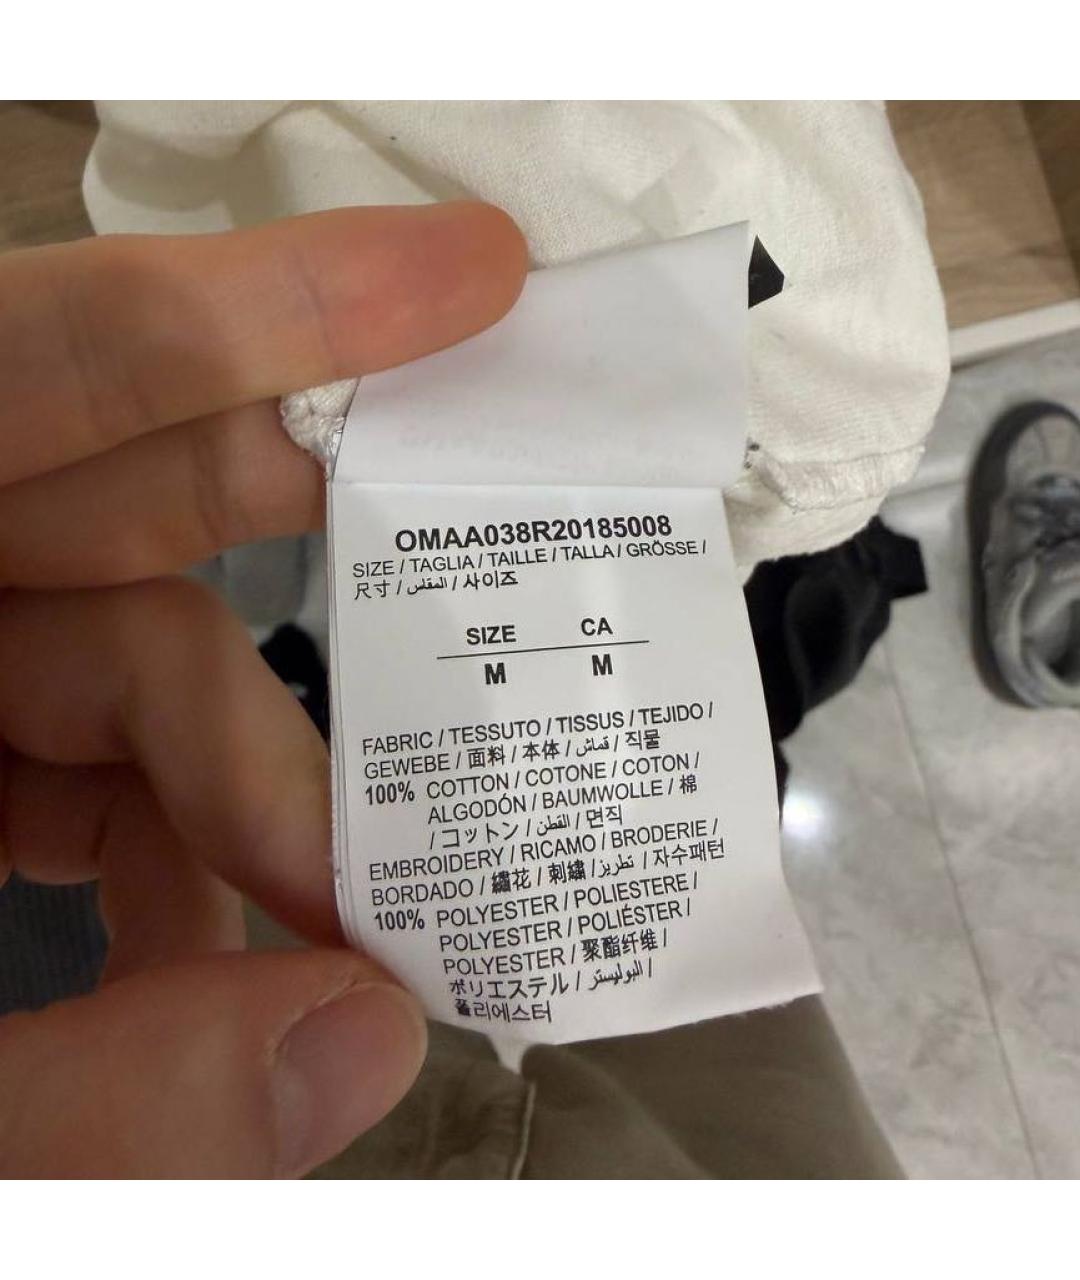 OMAA038R20185008
SIZE / TAGLIA / TAILLE / TALLA / GRÖSSE /
尺寸 / المقاس / 사이즈
SIZE CA
M M
FABRIC / TESSUTO / TISSUS / TEJIDO /
GEWEBE / 面料 / 本体 / قماش / 직물
100% COTTON / COTONE / COTON /
ALGODÓN / BAUMWOLLE / 棉
/ コットン / القطن / 면직
EMBROIDERY / RICAMO / BRODERIE /
BORDADO / 繡花 / 刺繍 / تطريز / 자수패턴
100% POLYESTER / POLIESTERE /
POLYESTER / POLIÉSTER /
POLYESTER / 聚酯纤维 /
ポリエステル / البوليستر /
폴리에스터